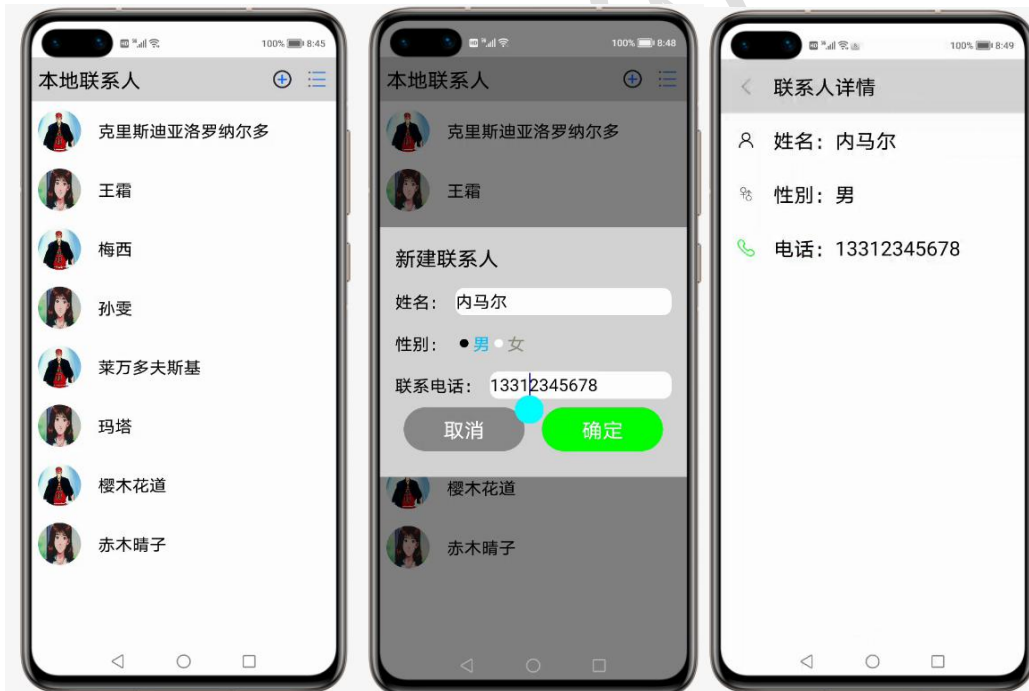 100% 8:45
本地联系人
克里斯迪亚洛罗纳尔多
王霜
梅西
孙雯
莱万多夫斯基
玛塔
樱木花道
赤木晴子
100% 8:48
本地联系人
克里斯迪亚洛罗纳尔多
王霜
新建联系人
姓名: 内马尔
性别: 男 女
联系电话: 13312345678
取消 确定
樱木花道
赤木晴子
100% 8:49
联系人详情
姓名: 内马尔
性别: 男
电话: 13312345678